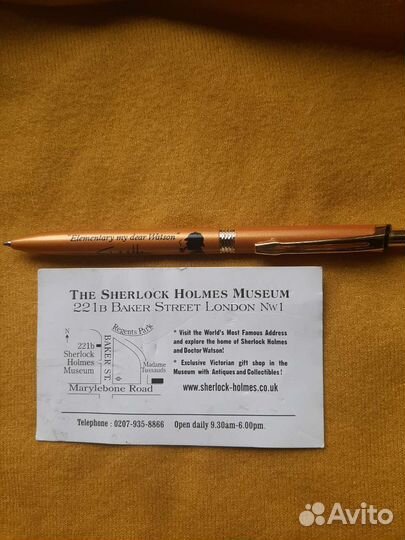 "Elementary my dear Watson"
THE SHERLOCK HOLMES MUSEUM
221B BAKER STREET LONDON NW1
N
Regents Park
221b
Sherlock
Holmes
Museum
BAKER ST.
Madame
Tussauds
Marylebone Road
* Visit the World's Most Famous Address
and explore the home of Sherlock Holmes
and Doctor Watson!
* Exclusive Victorian gift shop in the
Museum with Antiques and Collectibles!
www.sherlock-holmes.co.uk
Telephone : 0207-935-8866 Open daily 9.30am-6.00pm.
Avito